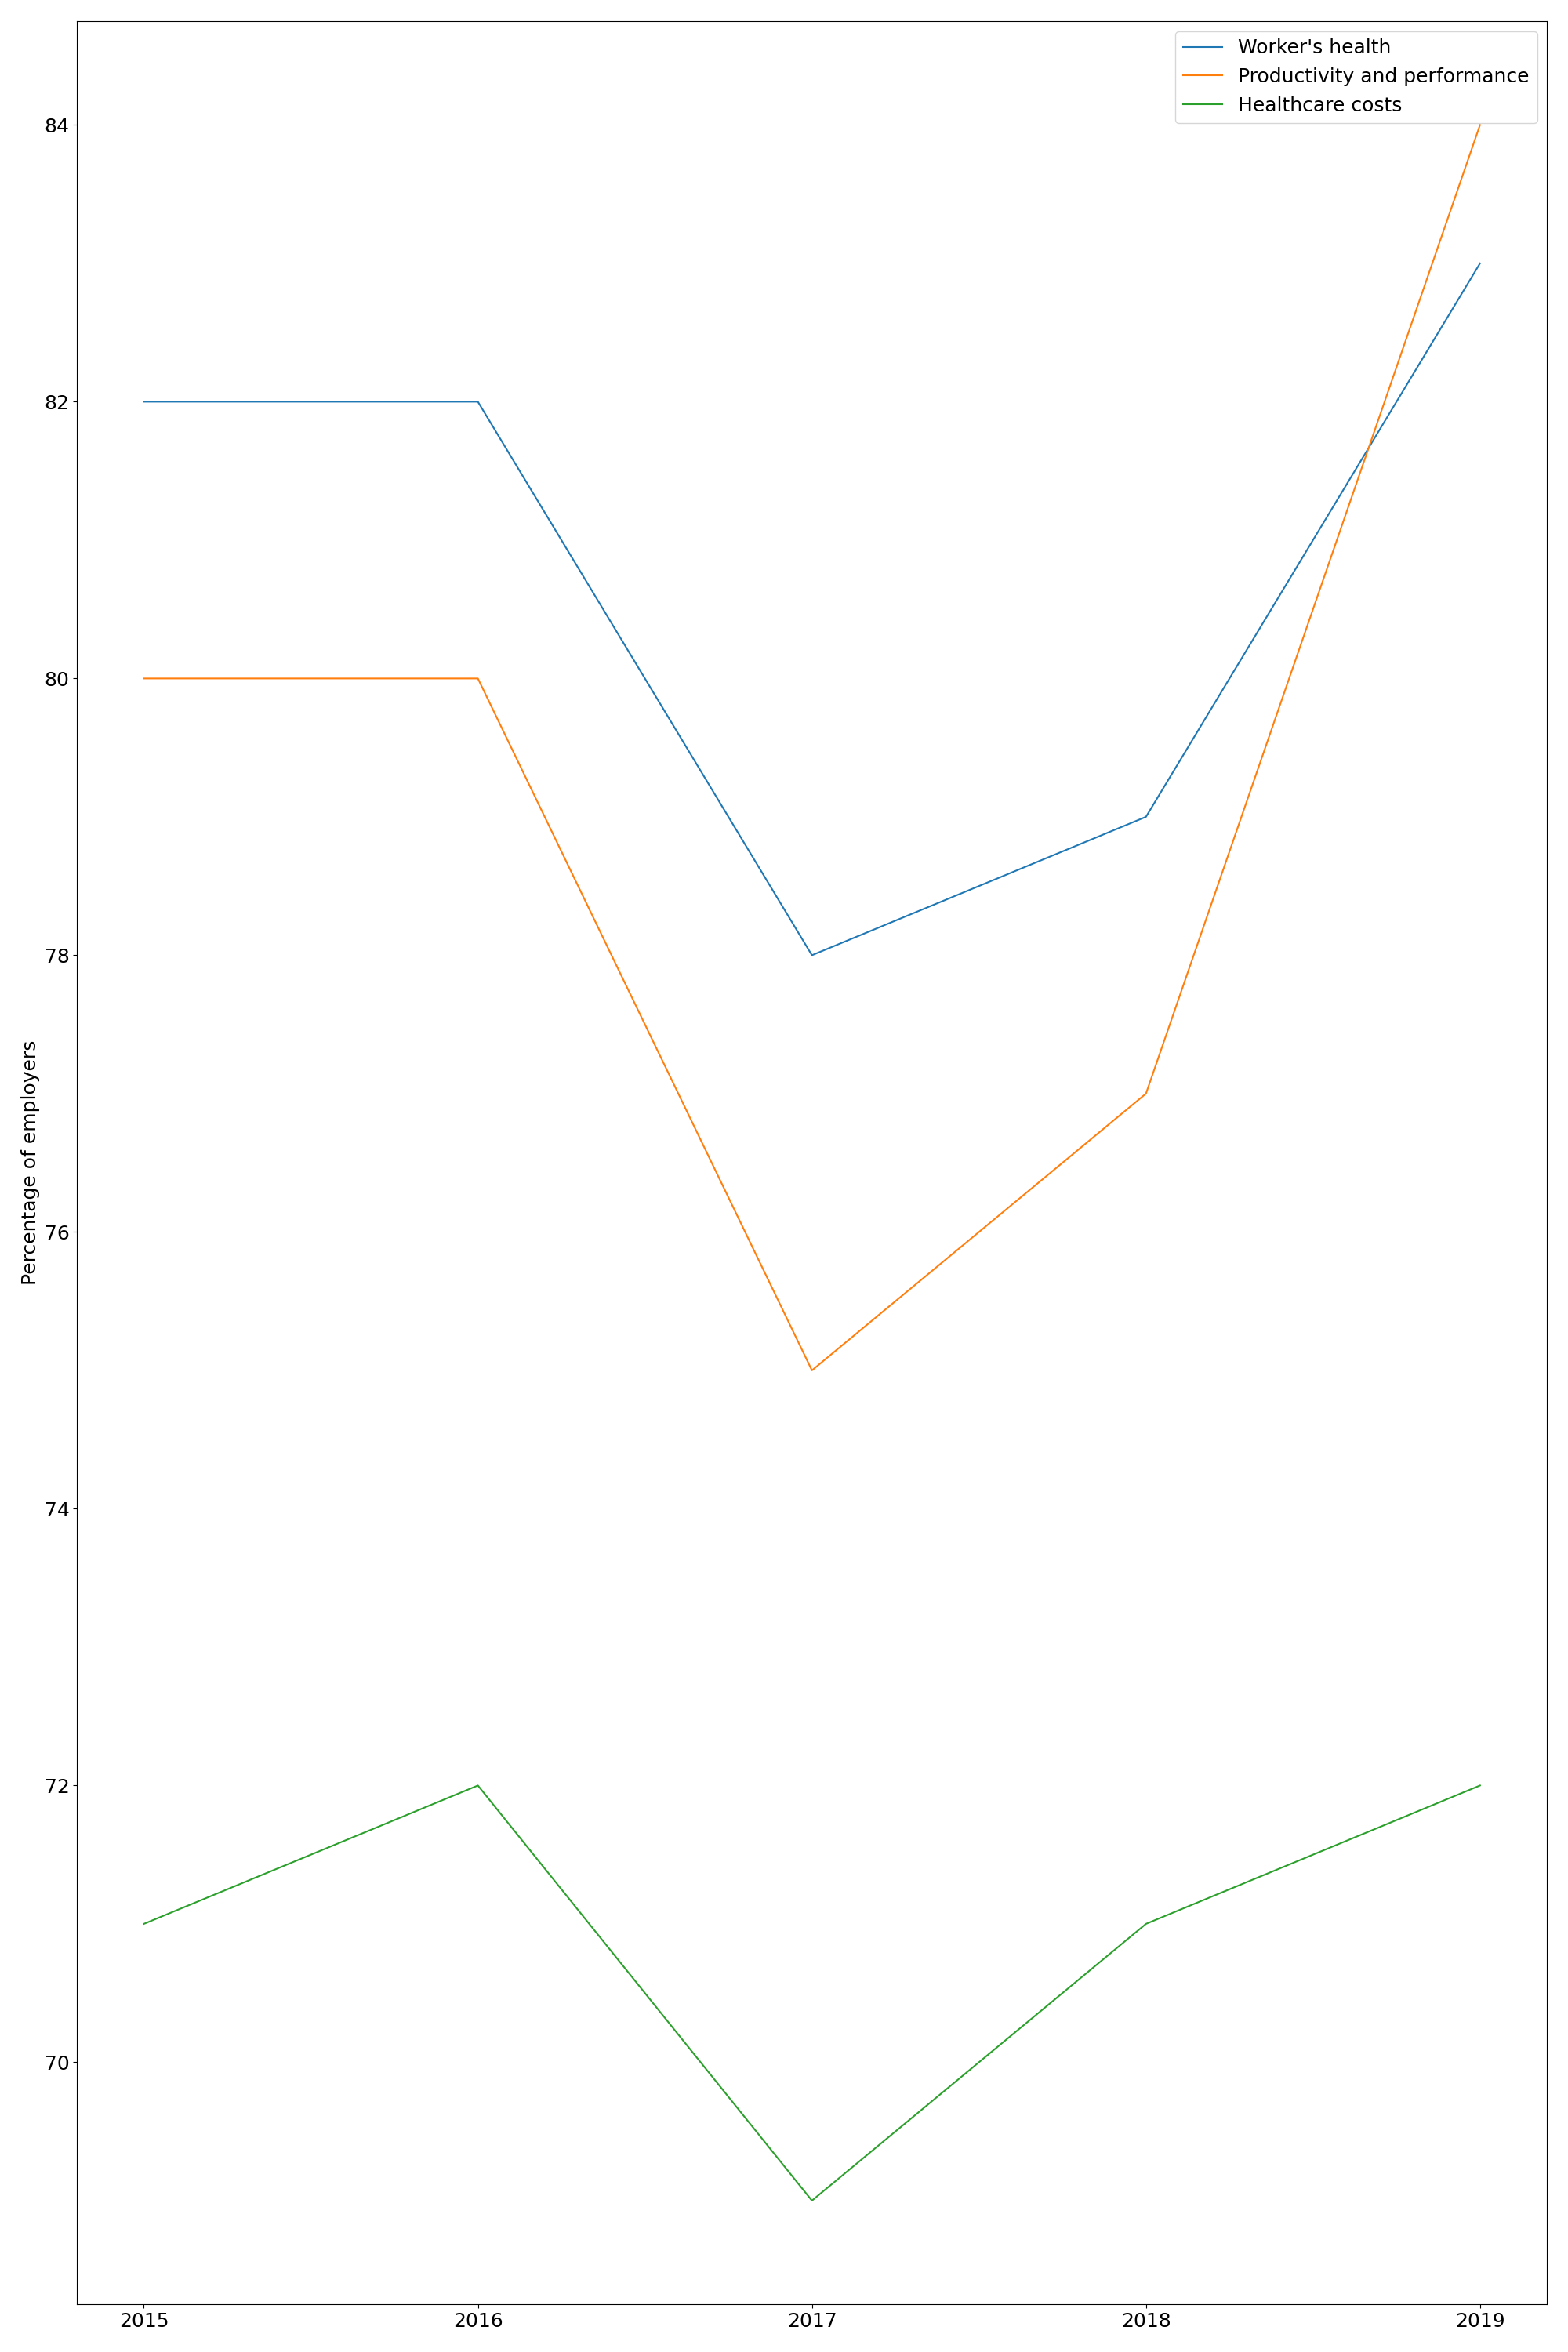 Worker's health
Productivity and performance
Healthcare costs
84
82
80
78
76
74
72
70
Percentage of employers
2015 2016 2017 2018 2019